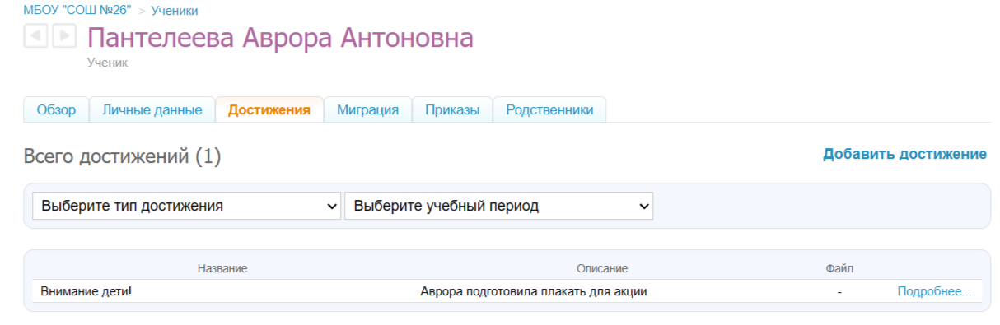 МБОУ "СОШ №26" > Ученики
Пантелеева Аврора Антоновна
Ученик
Обзор Личные данные Достижения Миграция Приказы Родственники
Всего достижений (1) Добавить достижение
Выберите тип достижения Выберите учебный период
Название Описание Файл
Внимание дети! Аврора подготовила плакать для акции - Подробнее...